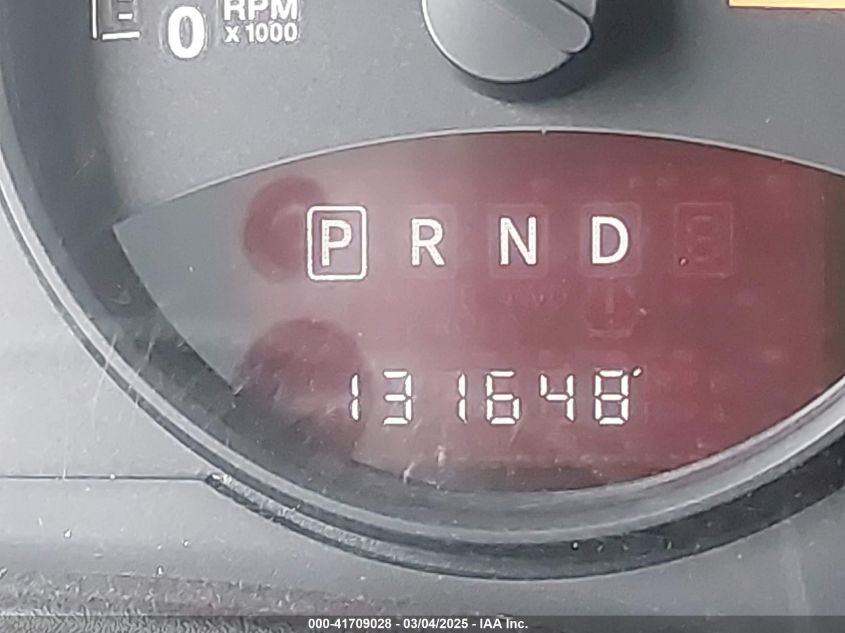 0
RPM
x 1000
P R N D
131648
000-41709028 - 03/04/2025 - IAA Inc.